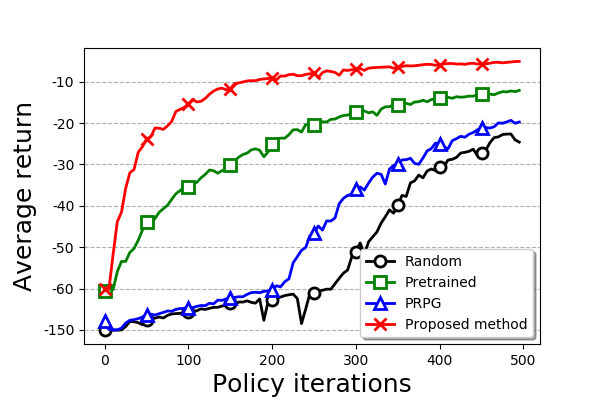 Average return
-10
-20
-30
-40
-50
-60
-150
0
100
200
300
400
500
Policy iterations
Random
Pretrained
PRPG
Proposed method